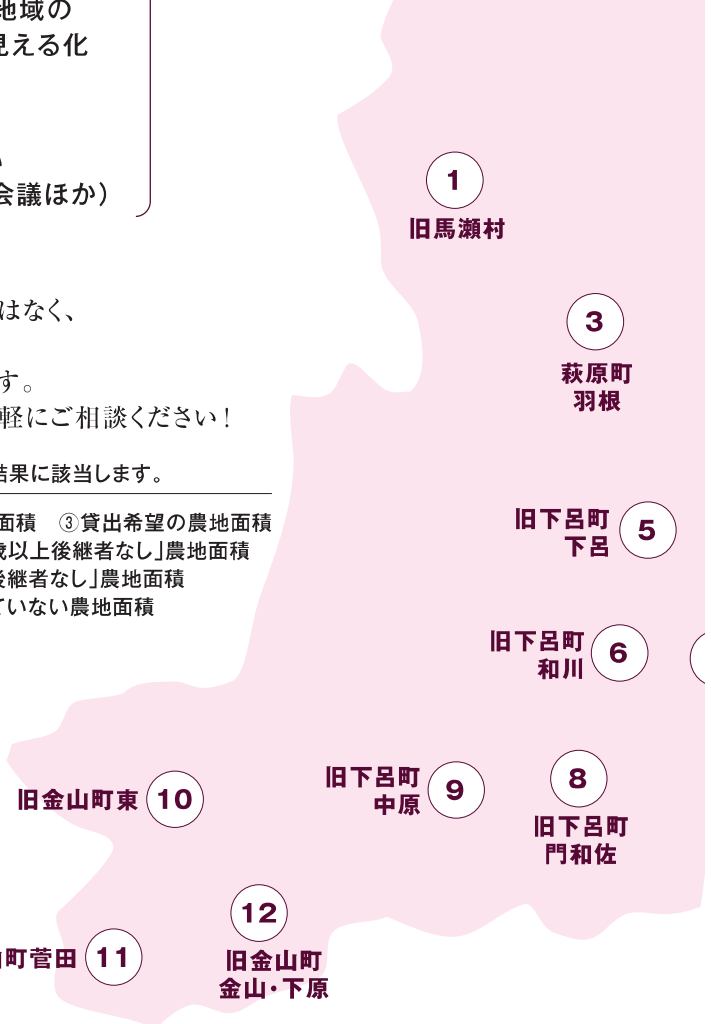 地域の
見える化
い
会議ほか）
はなく、
す。
軽にご相談ください！
結果に該当します。
面積　③貸出希望の農地面積
歳以上後継者なし」農地面積
後継者なし」農地面積
ていない農地面積
1
旧馬瀬村
3
萩原町
羽根
旧下呂町
下呂
5
旧下呂町
和川
6
旧下呂町
中原
9
8
旧下呂町
門和佐
旧金山町東
10
12
旧金山町
金山・下原
町菅田
11